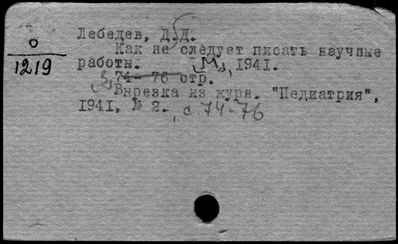 О
1219
Лебедев, Д.Д.
Как не следует писать научные
работы. М., 1941.
3 74-76 стр.
Вырезка из журн. "Педиатрия",
1941, № 2. с. 74-76